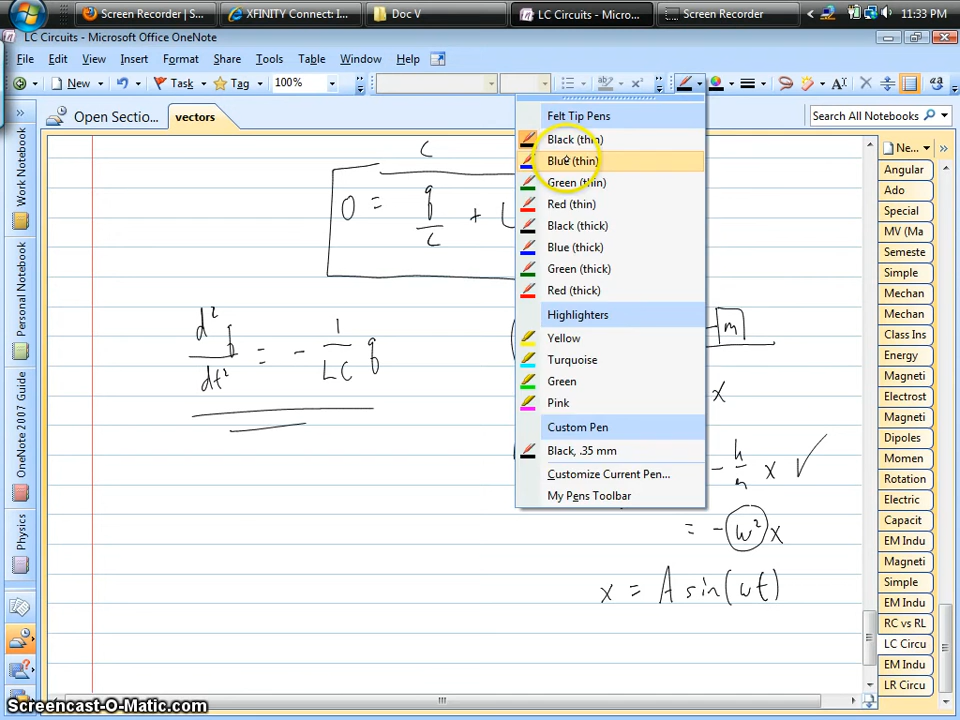 Screen Recorder | S...
XFINITY Connect: I...
Doc V
LC Circuits - Micro...
Screen Recorder
11:33 PM
LC Circuits - Microsoft Office OneNote
File Edit View Insert Format Share Tools Table Window Help
New Task Tag 100%
Open Sectio... vectors
Search All Notebooks
Work Notebook
Personal Notebook
OneNote 2007 Guide
Physics
Felt Tip Pens
Black (thin)
Blue (thin)
Green (thin)
Red (thin)
Black (thick)
Blue (thick)
Green (thick)
Red (thick)
Highlighters
Yellow
Turquoise
Green
Pink
Custom Pen
Black, .35 mm
Customize Current Pen...
My Pens Toolbar
C
0 = q/C + L
d²q/dt² = - 1/LC q
m
x
- k/m x ✓
= - w² x
x = A sin(wt)
Ne...
Angular
Ado
Special
MV (Ma
Semeste
Simple
Mechan
Mechan
Class Ins
Energy
Magneti
Electrost
Magneti
Dipoles
Momen
Rotation
Electric
Capacit
EM Indu
Magneti
Simple
EM Indu
RC vs RL
LC Circu
EM Indu
LR Circu
Screencast-O-Matic.com